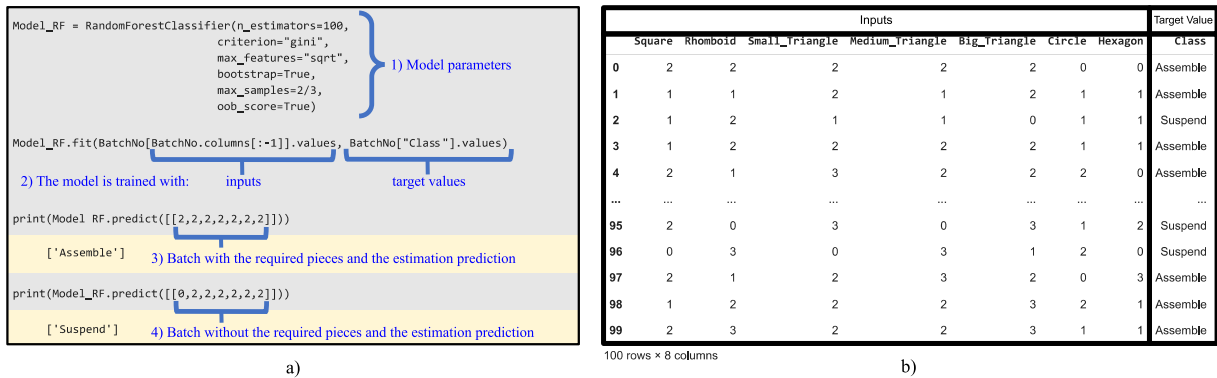 Model_RF = RandomForestClassifier(n_estimators=100,
criterion="gini",
max_features="sqrt",
bootstrap=True,
max_samples=2/3,
oob_score=True)
1) Model parameters
Model_RF.fit(BatchNo[BatchNo.columns[:-1]].values, BatchNo["Class"].values)
2) The model is trained with: inputs target values
print(Model RF.predict([[2,2,2,2,2,2,2]]))
['Assemble'] 3) Batch with the required pieces and the estimation prediction
print(Model_RF.predict([[0,2,2,2,2,2,2]]))
['Suspend'] 4) Batch without the required pieces and the estimation prediction
a)
Inputs Target Value
Square Rhomboid Small_Triangle Medium_Triangle Big_Triangle Circle Hexagon Class
0 2 2 2 2 2 0 0 Assemble
1 1 1 2 1 2 1 1 Assemble
2 1 2 1 1 0 1 1 Suspend
3 1 2 2 2 2 1 1 Assemble
4 2 1 3 2 2 2 0 Assemble
... ... ... ... ... ... ... ... ...
95 2 0 3 0 3 1 2 Suspend
96 0 3 0 3 1 2 0 Suspend
97 2 1 2 3 2 0 3 Assemble
98 1 2 2 2 3 2 1 Assemble
99 2 3 2 2 3 1 1 Assemble
100 rows × 8 columns
b)